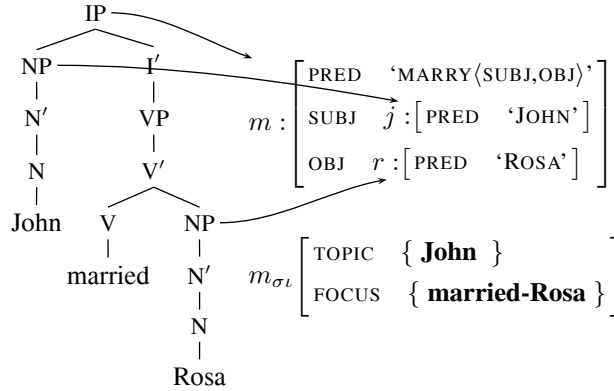 IP
NP I′
N′ VP
N V′
John V NP
married N′
N
Rosa
m : [ PRED ‘MARRY⟨SUBJ,OBJ⟩’
SUBJ j : [ PRED ‘JOHN’ ]
OBJ r : [ PRED ‘ROSA’ ] ]
mσι [ TOPIC { John }
FOCUS { married-Rosa } ]